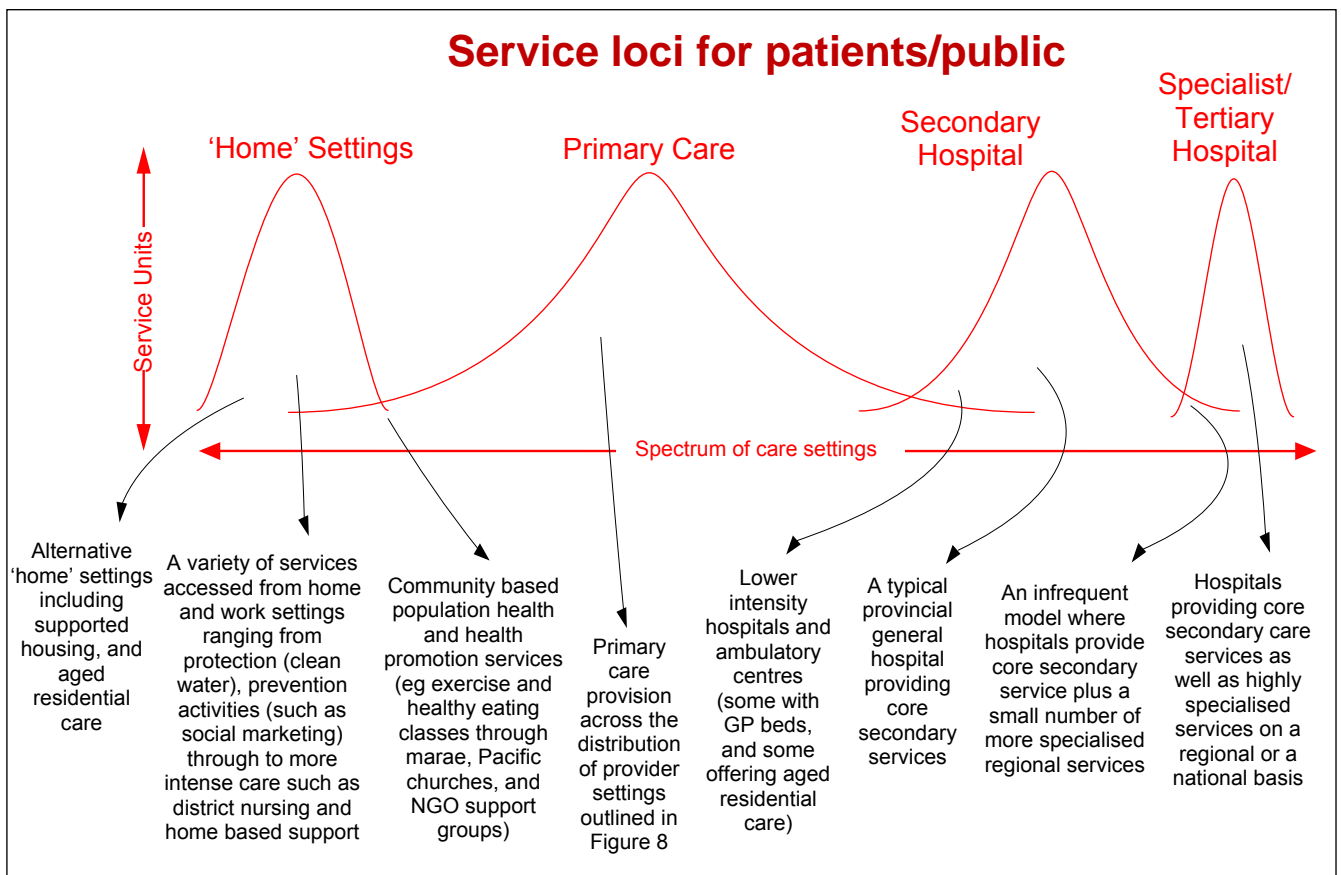 Service loci for patients/public
'Home' Settings
Primary Care
Secondary
Hospital
Specialist/
Tertiary
Hospital
Service Units
Spectrum of care settings
Alternative
'home' settings
including
supported
housing, and
aged
residential
care
A variety of services
accessed from home
and work settings
ranging from
protection (clean
water), prevention
activities (such as
social marketing)
through to more
intense care such as
district nursing and
home based support
Community based
population health
and health
promotion services
(eg exercise and
healthy eating
classes through
marae, Pacific
churches, and
NGO support
groups)
Primary
care
provision
across the
distribution
of provider
settings
outlined in
Figure 8
Lower
intensity
hospitals and
ambulatory
centres
(some with
GP beds,
and some
offering aged
residential
care)
A typical
provincial
general
hospital
providing
core
secondary
services
An infrequent
model where
hospitals provide
core secondary
service plus a
small number of
more specialised
regional services
Hospitals
providing core
secondary care
services as
well as highly
specialised
services on a
regional or a
national basis